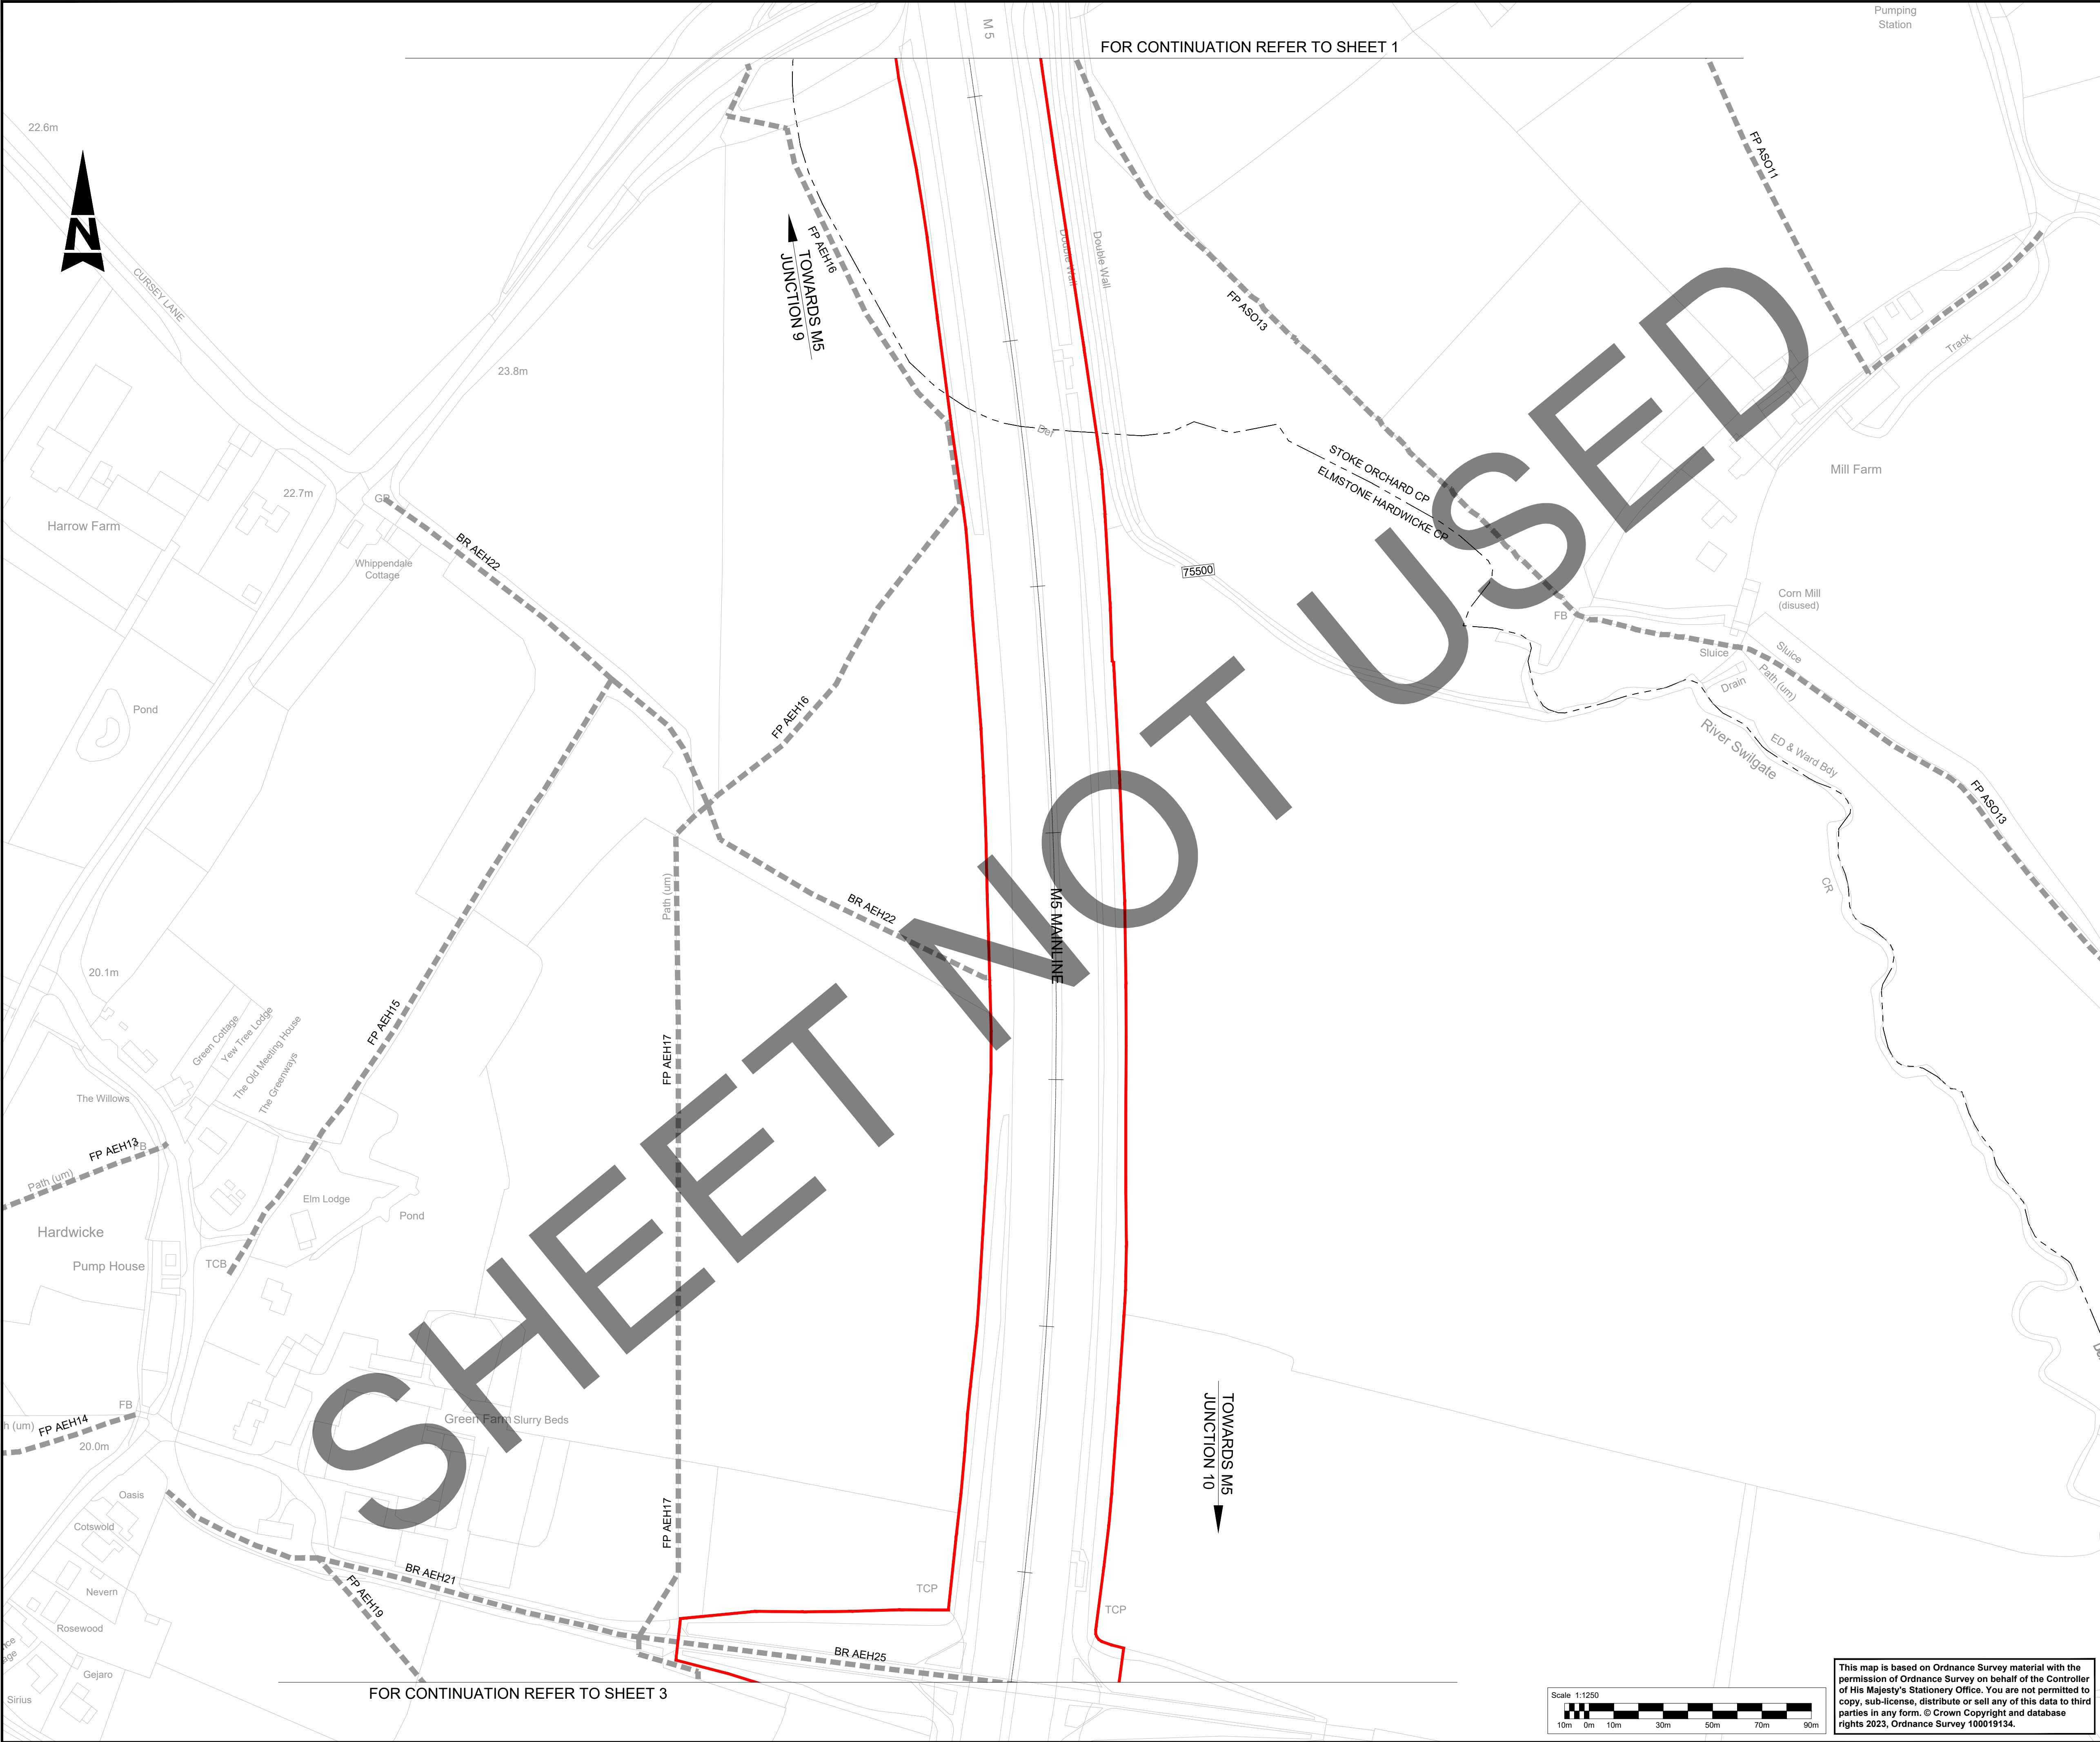 FOR CONTINUATION REFER TO SHEET 1
Pumping
Station
M 5
22.6m
N
CURSEY LANE
FP AEH16
TOWARDS M5
JUNCTION 9
Double Wall
Double Wall
FP ASO11
FP ASO13
Track
23.8m
Def
STOKE ORCHARD CP
ELMSTONE HARDWICKE CP
Mill Farm
22.7m
GP
Harrow Farm
BR AEH22
Whippendale
Cottage
75500
Corn Mill
(disused)
FB
Sluice
Sluice
Path (um)
Drain
Pond
FP AEH16
River Swilgate
ED & Ward Bdy
FP ASO13
CR
Path (um)
BR AEH22
M5 MAINLINE
20.1m
FP AEH15
Green Cottage
Yew Tree Lodge
The Old Meeting House
The Greenways
FP AEH17
The Willows
FP AEH13
Path (um)
Elm Lodge
Pond
Hardwicke
Pump House
TCB
SHEET NOT USED
FB
h (um)
FP AEH14
20.0m
Green Farm
Slurry Beds
TOWARDS M5
JUNCTION 10
Oasis
Cotswold
FP AEH17
BR AEH21
FP AEH19
Nevern
TCP
TCP
Rosewood
BR AEH25
Gejaro
Sirius
FOR CONTINUATION REFER TO SHEET 3
Scale 1:1250
10m 0m 10m 30m 50m 70m 90m
This map is based on Ordnance Survey material with the
permission of Ordnance Survey on behalf of the Controller
of His Majesty's Stationery Office. You are not permitted to
copy, sub-license, distribute or sell any of this data to third
parties in any form. © Crown Copyright and database
rights 2023, Ordnance Survey 100019134.